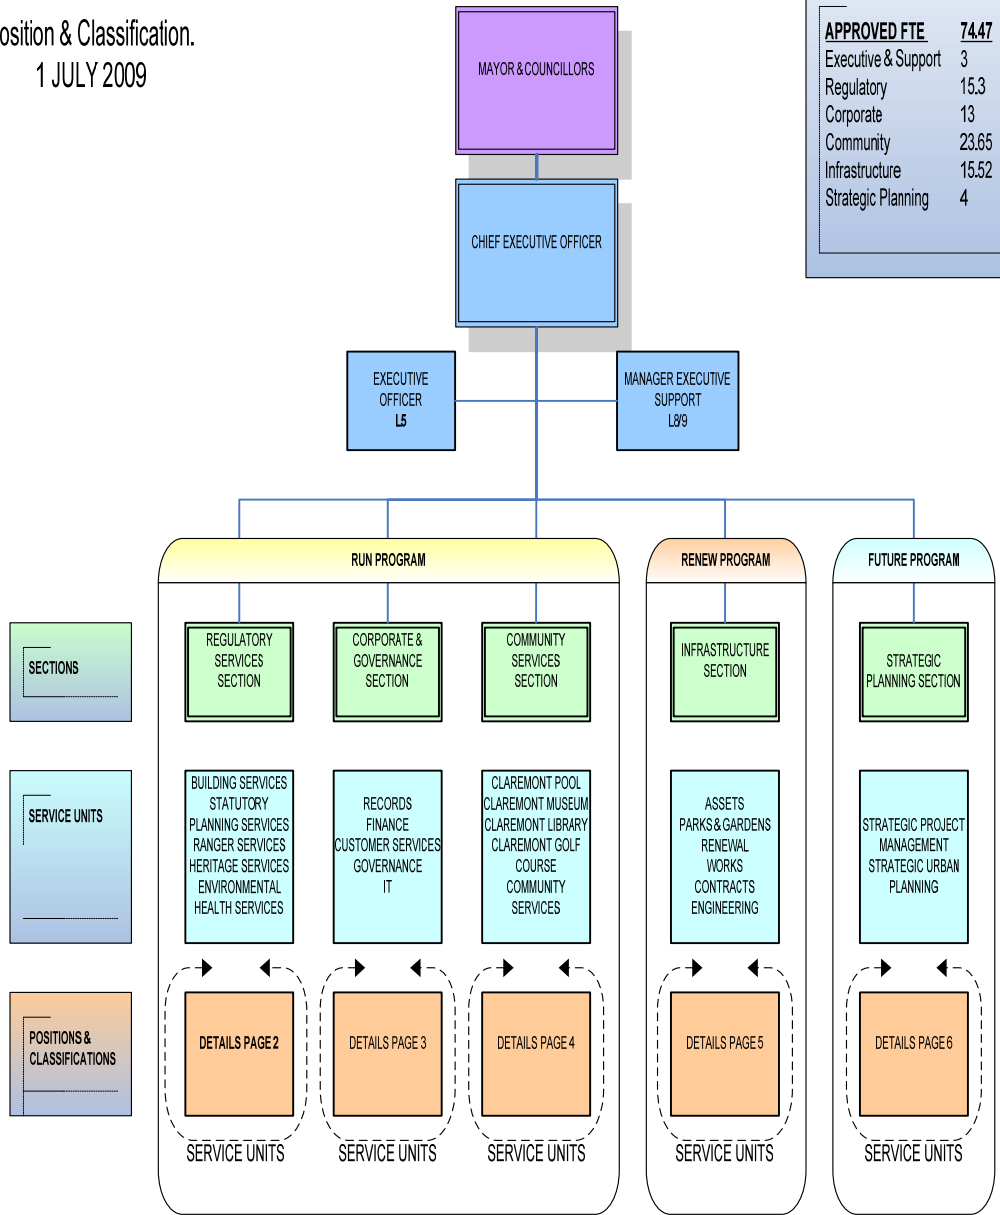 osition & Classification.
1 JULY 2009
APPROVED FTE 74.47
Executive & Support 3
Regulatory 15.3
Corporate 13
Community 23.65
Infrastructure 15.52
Strategic Planning 4
MAYOR & COUNCILLORS
CHIEF EXECUTIVE OFFICER
EXECUTIVE
OFFICER
L5
MANAGER EXECUTIVE
SUPPORT
L8/9
RUN PROGRAM
RENEW PROGRAM
FUTURE PROGRAM
SECTIONS
REGULATORY
SERVICES
SECTION
CORPORATE &
GOVERNANCE
SECTION
COMMUNITY
SERVICES
SECTION
INFRASTRUCTURE
SECTION
STRATEGIC
PLANNING SECTION
SERVICE UNITS
BUILDING SERVICES
STATUTORY
PLANNING SERVICES
RANGER SERVICES
HERITAGE SERVICES
ENVIRONMENTAL
HEALTH SERVICES
RECORDS
FINANCE
CUSTOMER SERVICES
GOVERNANCE
IT
CLAREMONT POOL
CLAREMONT MUSEUM
CLAREMONT LIBRARY
CLAREMONT GOLF
COURSE
COMMUNITY
SERVICES
ASSETS
PARKS & GARDENS
RENEWAL
WORKS
CONTRACTS
ENGINEERING
STRATEGIC PROJECT
MANAGEMENT
STRATEGIC URBAN
PLANNING
POSITIONS &
CLASSIFICATIONS
DETAILS PAGE 2
DETAILS PAGE 3
DETAILS PAGE 4
DETAILS PAGE 5
DETAILS PAGE 6
SERVICE UNITS
SERVICE UNITS
SERVICE UNITS
SERVICE UNITS
SERVICE UNITS